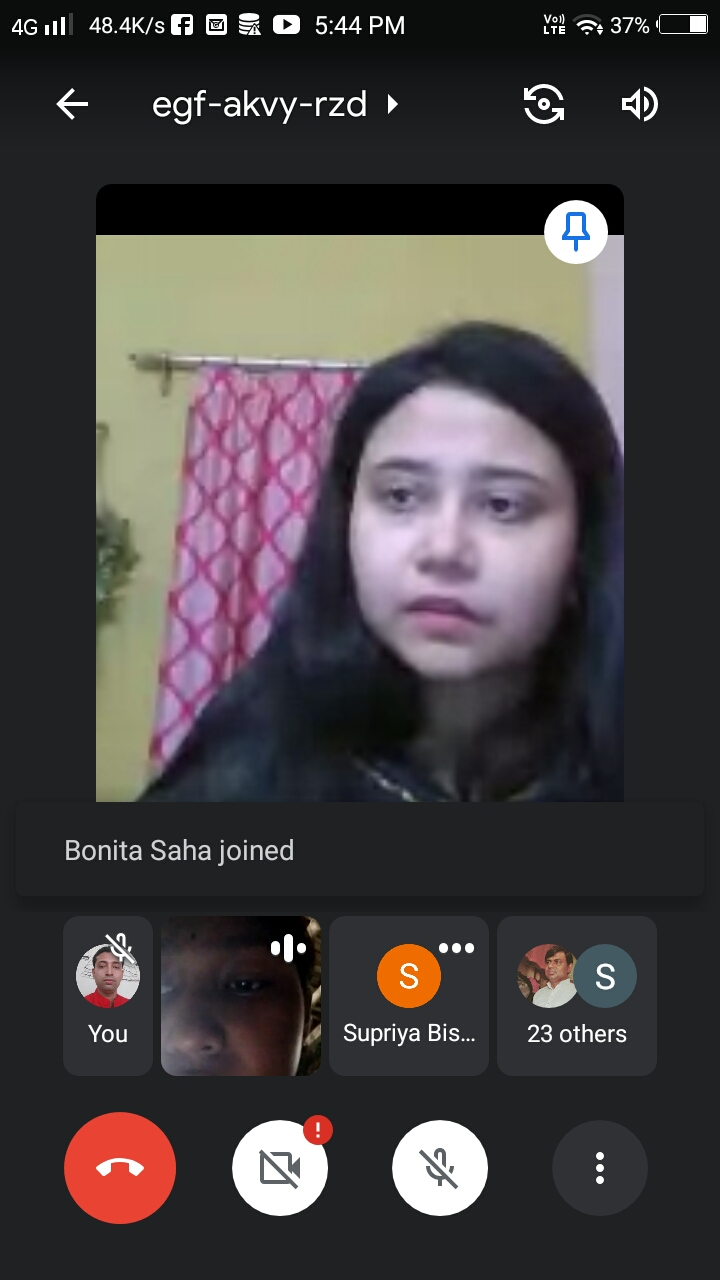 4G 48.4K/s 5:44 PM Vo) LTE 37%
egf-akvy-rzd
Bonita Saha joined
S S
You Supriya Bis... 23 others